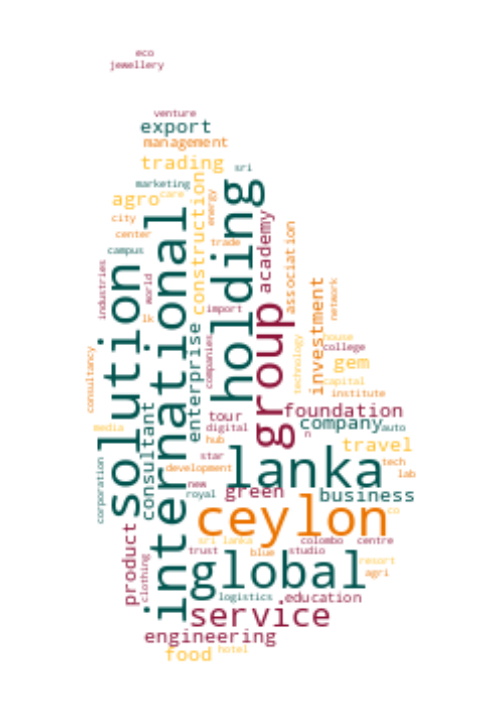 eco
jewellery
venture
export
management
trading
sri
marketing
care
agro
energy
construction
holding
city
center
trade
academy
campus
international
solution
association
industries
world
lk
import
network
investment
group
enterprise
companies
technology
house
college
gem
capital
institute
consultancy
consultant
tour
digital
foundation
company
auto
media
hub
n
travel
star
lanka
development
tech
lab
corporation
new
royal
green
business
ceylon
co
product
sri lanka
colombo
centre
trust
blue
studio
clothing
global
resort
agri
logistics
education
service
engineering
food
hotel